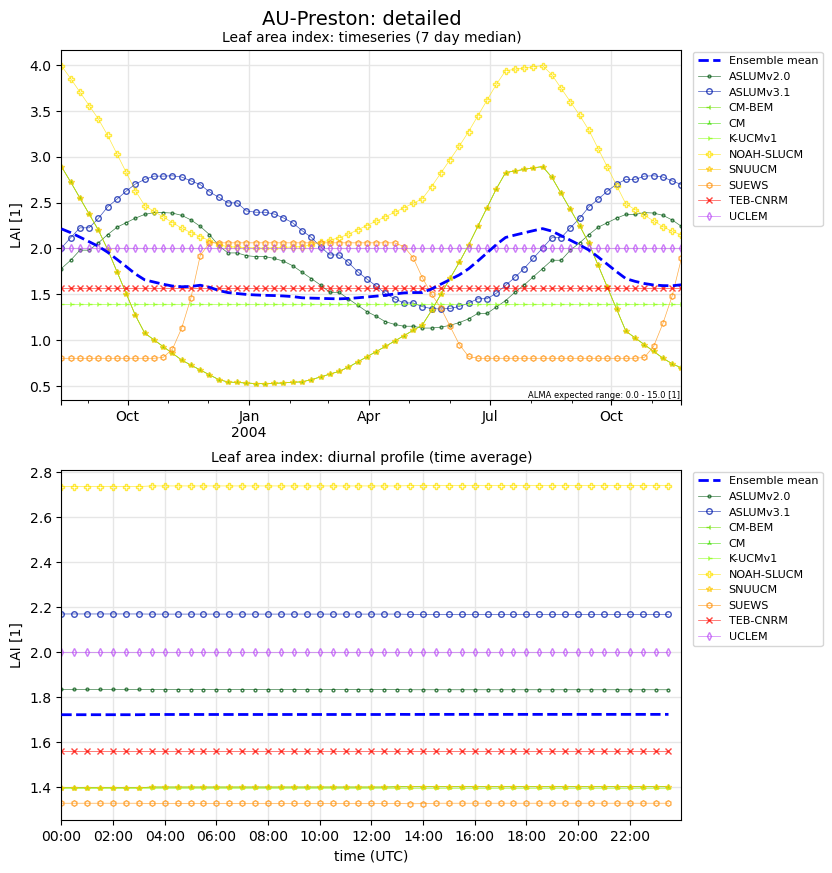 AU-Preston: detailed
Leaf area index: timeseries (7 day median)
LAI [1]
4.0
3.5
3.0
2.5
2.0
1.5
1.0
0.5
Oct
Jan
2004
Apr
Jul
Oct
ALMA expected range: 0.0 - 15.0 [1]
Ensemble mean
ASLUMv2.0
ASLUMv3.1
CM-BEM
CM
K-UCMv1
NOAH-SLUCM
SNUUCM
SUEWS
TEB-CNRM
UCLEM
Leaf area index: diurnal profile (time average)
LAI [1]
2.8
2.6
2.4
2.2
2.0
1.8
1.6
1.4
00:00
02:00
04:00
06:00
08:00
10:00
12:00
14:00
16:00
18:00
20:00
22:00
time (UTC)
Ensemble mean
ASLUMv2.0
ASLUMv3.1
CM-BEM
CM
K-UCMv1
NOAH-SLUCM
SNUUCM
SUEWS
TEB-CNRM
UCLEM